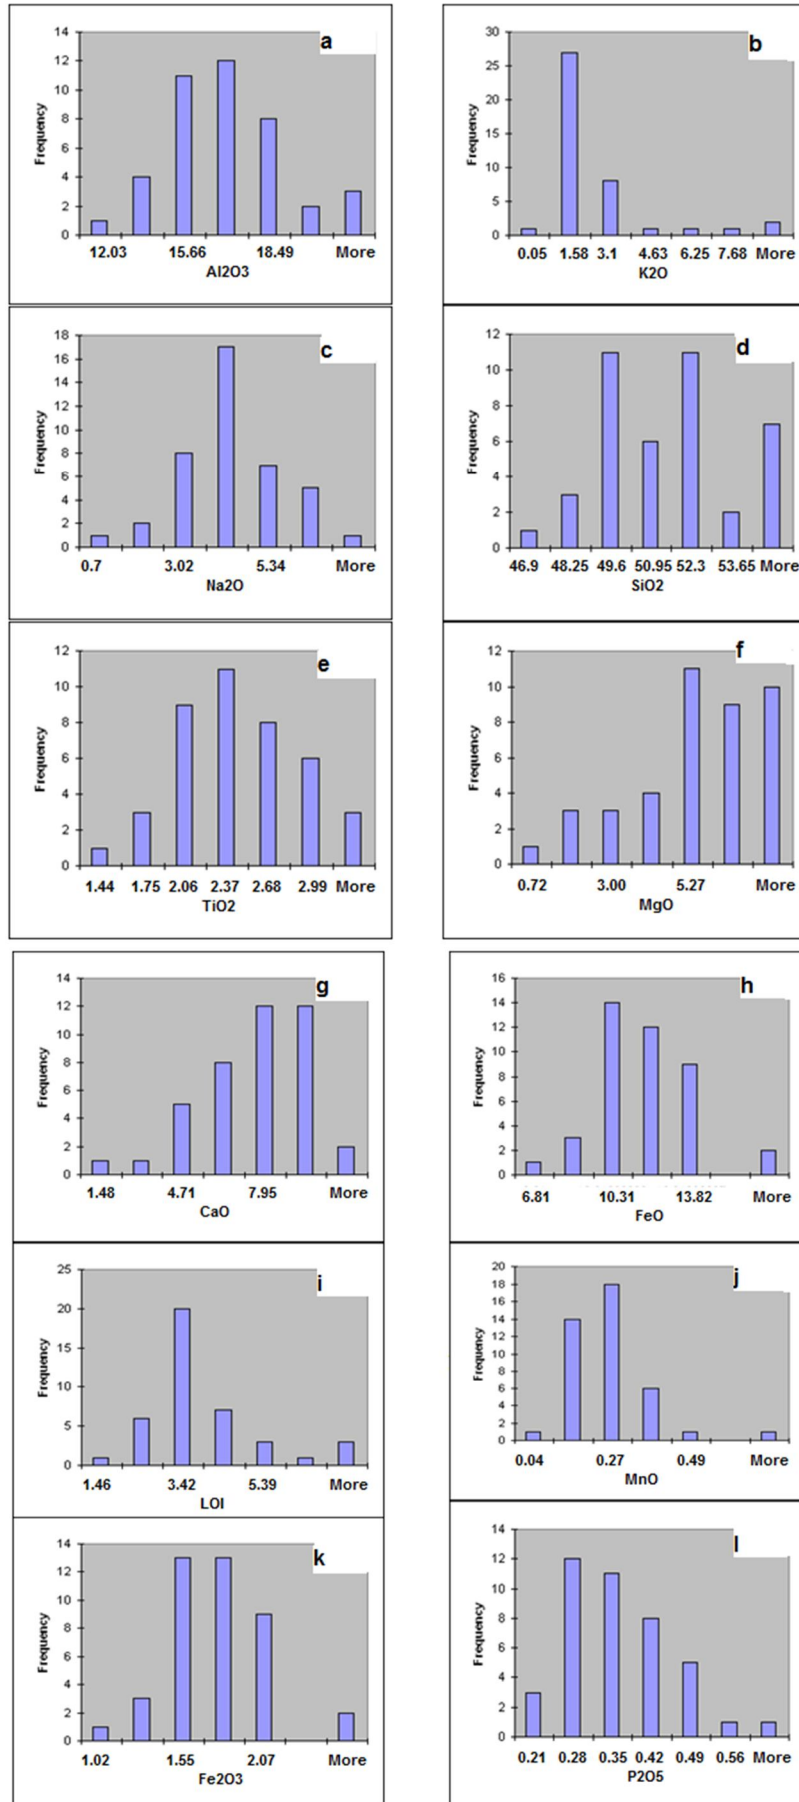 a
14
12
10
8
6
4
2
0
Frequency
12.03 15.66 18.49 More
Al2O3
b
30
25
20
15
10
5
0
Frequency
0.05 1.58 3.1 4.63 6.25 7.68 More
K2O
c
18
16
14
12
10
8
6
4
2
0
Frequency
0.7 3.02 5.34 More
Na2O
d
12
10
8
6
4
2
0
Frequency
46.9 48.25 49.6 50.95 52.3 53.65 More
SiO2
e
12
10
8
6
4
2
0
Frequency
1.44 1.75 2.06 2.37 2.68 2.99 More
TiO2
f
12
10
8
6
4
2
0
Frequency
0.72 3.00 5.27 More
MgO
g
14
12
10
8
6
4
2
0
Frequency
1.48 4.71 7.95 More
CaO
h
16
14
12
10
8
6
4
2
0
Frequency
6.81 10.31 13.82 More
FeO
i
25
20
15
10
5
0
Frequency
1.46 3.42 5.39 More
LOI
j
20
18
16
14
12
10
8
6
4
2
0
Frequency
0.04 0.27 0.49 More
MnO
k
14
12
10
8
6
4
2
0
Frequency
1.02 1.55 2.07 More
Fe2O3
l
14
12
10
8
6
4
2
0
Frequency
0.21 0.28 0.35 0.42 0.49 0.56 More
P2O5